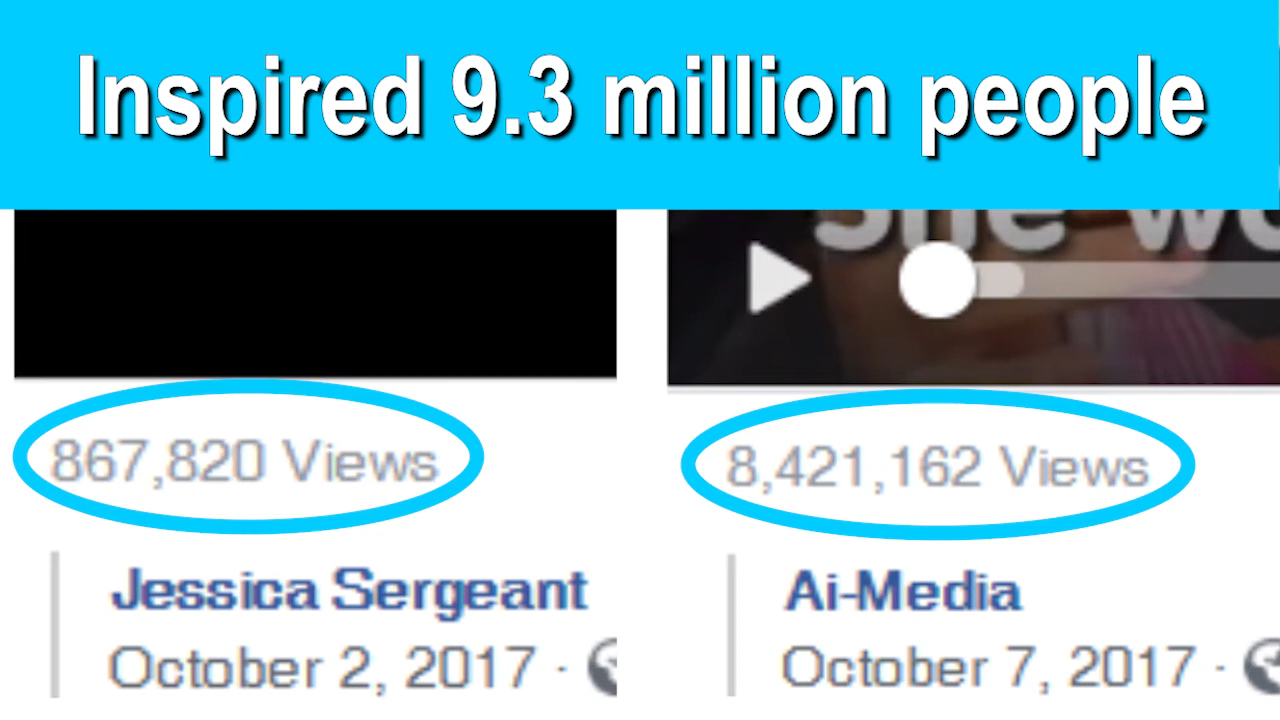 Inspired 9.3 million people
She
867,820 Views
8,421,162 Views
Jessica Sergeant
October 2, 2017 ·
Ai-Media
October 7, 2017 ·